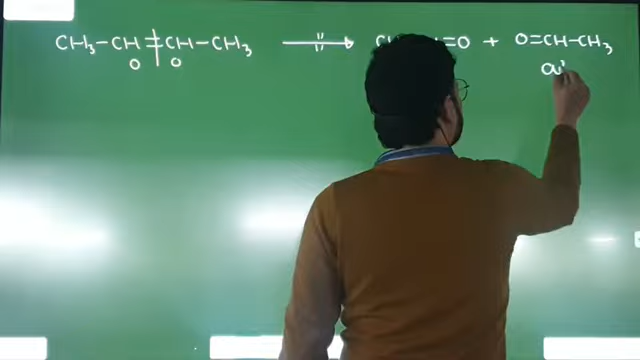 CH₃-CH=CH-CH₃ —"→ =O + O=CH-CH₃
O O